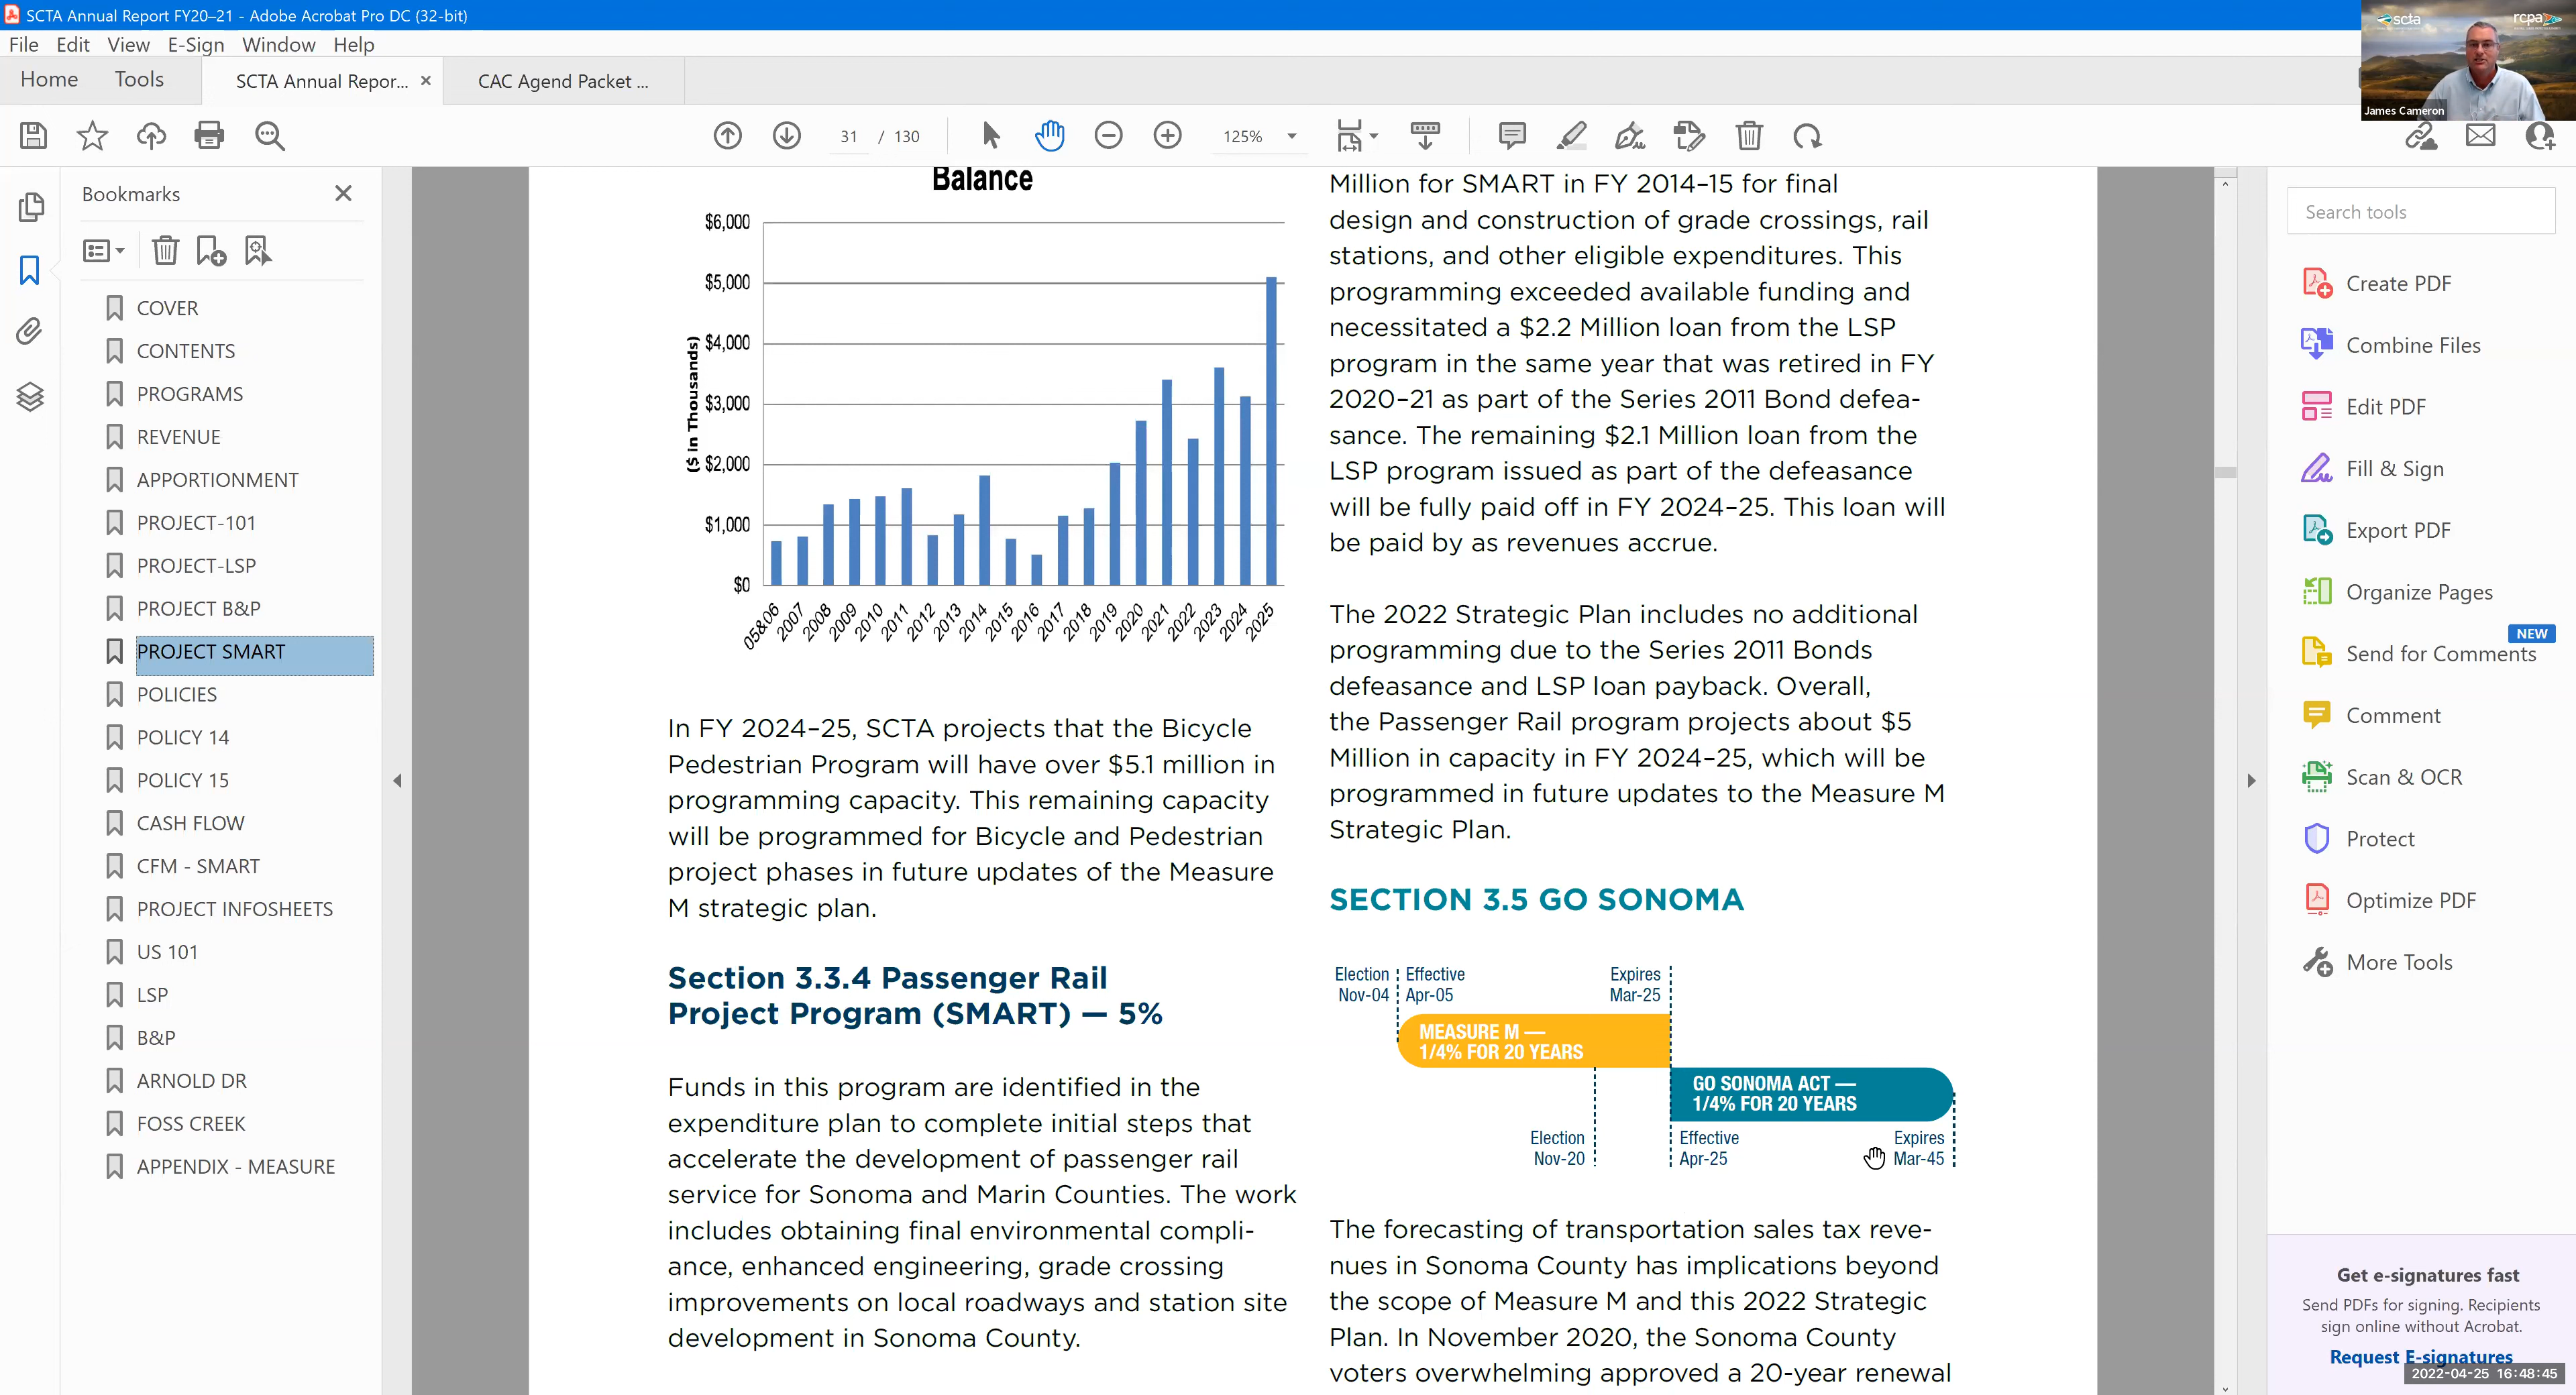 SCTA Annual Report FY20–21 - Adobe Acrobat Pro DC (32-bit)
File Edit View E-Sign Window Help
Home Tools SCTA Annual Repor... × CAC Agend Packet ...
31 / 130 125%
scta
rcpa
James Cameron
Bookmarks
COVER
CONTENTS
PROGRAMS
REVENUE
APPORTIONMENT
PROJECT-101
PROJECT-LSP
PROJECT B&P
PROJECT SMART
POLICIES
POLICY 14
POLICY 15
CASH FLOW
CFM - SMART
PROJECT INFOSHEETS
US 101
LSP
B&P
ARNOLD DR
FOSS CREEK
APPENDIX - MEASURE
Balance
($ in Thousands)
$6,000
$5,000
$4,000
$3,000
$2,000
$1,000
$0
05&06 2007 2008 2009 2010 2011 2012 2013 2014 2015 2016 2017 2018 2019 2020 2021 2022 2023 2024 2025
In FY 2024–25, SCTA projects that the Bicycle
Pedestrian Program will have over $5.1 million in
programming capacity. This remaining capacity
will be programmed for Bicycle and Pedestrian
project phases in future updates of the Measure
M strategic plan.
Section 3.3.4 Passenger Rail
Project Program (SMART) — 5%
Funds in this program are identified in the
expenditure plan to complete initial steps that
accelerate the development of passenger rail
service for Sonoma and Marin Counties. The work
includes obtaining final environmental compli-
ance, enhanced engineering, grade crossing
improvements on local roadways and station site
development in Sonoma County.
Million for SMART in FY 2014–15 for final
design and construction of grade crossings, rail
stations, and other eligible expenditures. This
programming exceeded available funding and
necessitated a $2.2 Million loan from the LSP
program in the same year that was retired in FY
2020–21 as part of the Series 2011 Bond defea-
sance. The remaining $2.1 Million loan from the
LSP program issued as part of the defeasance
will be fully paid off in FY 2024–25. This loan will
be paid by as revenues accrue.
The 2022 Strategic Plan includes no additional
programming due to the Series 2011 Bonds
defeasance and LSP loan payback. Overall,
the Passenger Rail program projects about $5
Million in capacity in FY 2024–25, which will be
programmed in future updates to the Measure M
Strategic Plan.
SECTION 3.5 GO SONOMA
Election Effective Expires
Nov-04 Apr-05 Mar-25
MEASURE M —
1/4% FOR 20 YEARS
GO SONOMA ACT —
1/4% FOR 20 YEARS
Election Effective Expires
Nov-20 Apr-25 Mar-45
The forecasting of transportation sales tax reve-
nues in Sonoma County has implications beyond
the scope of Measure M and this 2022 Strategic
Plan. In November 2020, the Sonoma County
voters overwhelming approved a 20-year renewal
Search tools
Create PDF
Combine Files
Edit PDF
Fill & Sign
Export PDF
Organize Pages
NEW
Send for Comments
Comment
Scan & OCR
Protect
Optimize PDF
More Tools
Get e-signatures fast
Send PDFs for signing. Recipients
sign online without Acrobat.
Request E-signatures
2022-04-25 16:48:45